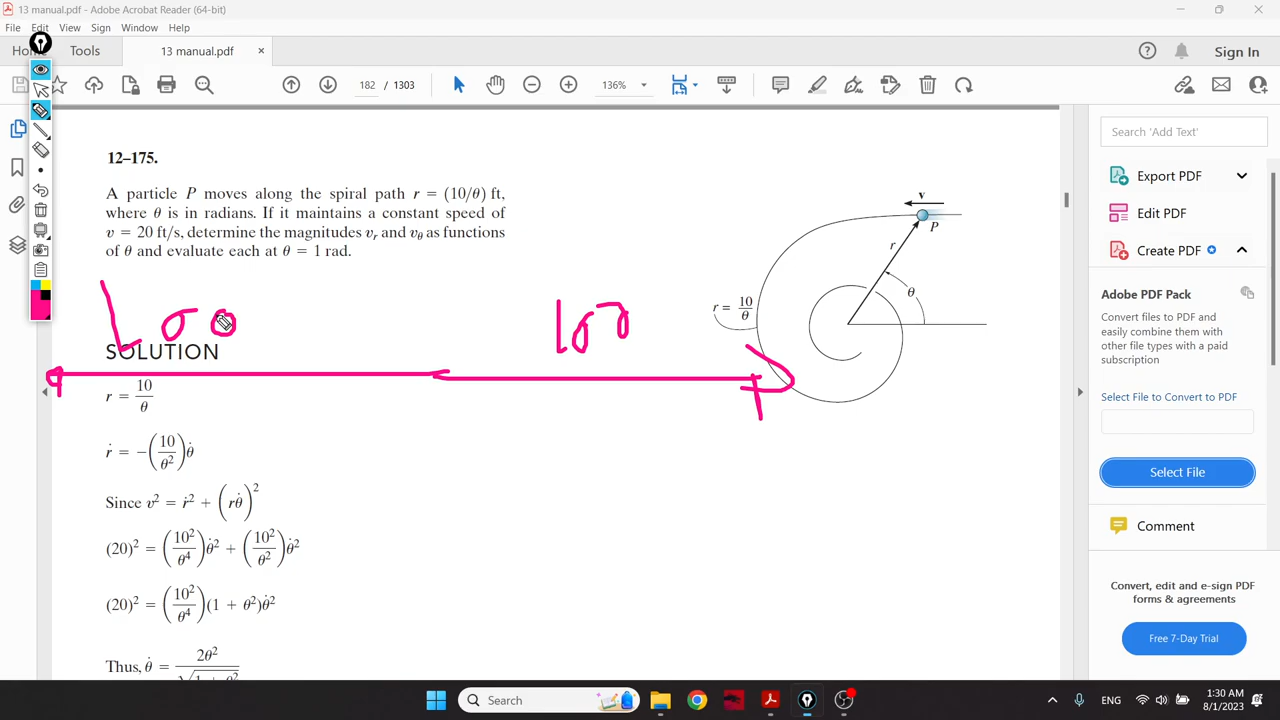 13 manual.pdf - Adobe Acrobat Reader (64-bit)
File Edit View Sign Window Help
Tools
13 manual.pdf ×
Sign In
182 / 1303
136%
12–175.
A particle P moves along the spiral path r = (10/θ) ft,
where θ is in radians. If it maintains a constant speed of
v = 20 ft/s, determine the magnitudes vᵣ and v_θ as functions
of θ and evaluate each at θ = 1 rad.
v
P
r
θ
r = 10/θ
100
SOLUTION
r = 10/θ
ṙ = -(10/θ²)θ̇
Since v² = ṙ² + (rθ̇)²
(20)² = (10²/θ⁴)θ̇² + (10²/θ²)θ̇²
(20)² = (10²/θ⁴)(1 + θ²)θ̇²
Thus, θ̇ = 2θ²/√(1 + θ²)
Search 'Add Text'
Export PDF
Edit PDF
Create PDF
Adobe PDF Pack
Convert files to PDF and
easily combine them with
other file types with a paid
subscription
Select File to Convert to PDF
Select File
Comment
Convert, edit and e-sign PDF
forms & agreements
Free 7-Day Trial
Search
ENG
1:30 AM
8/1/2023